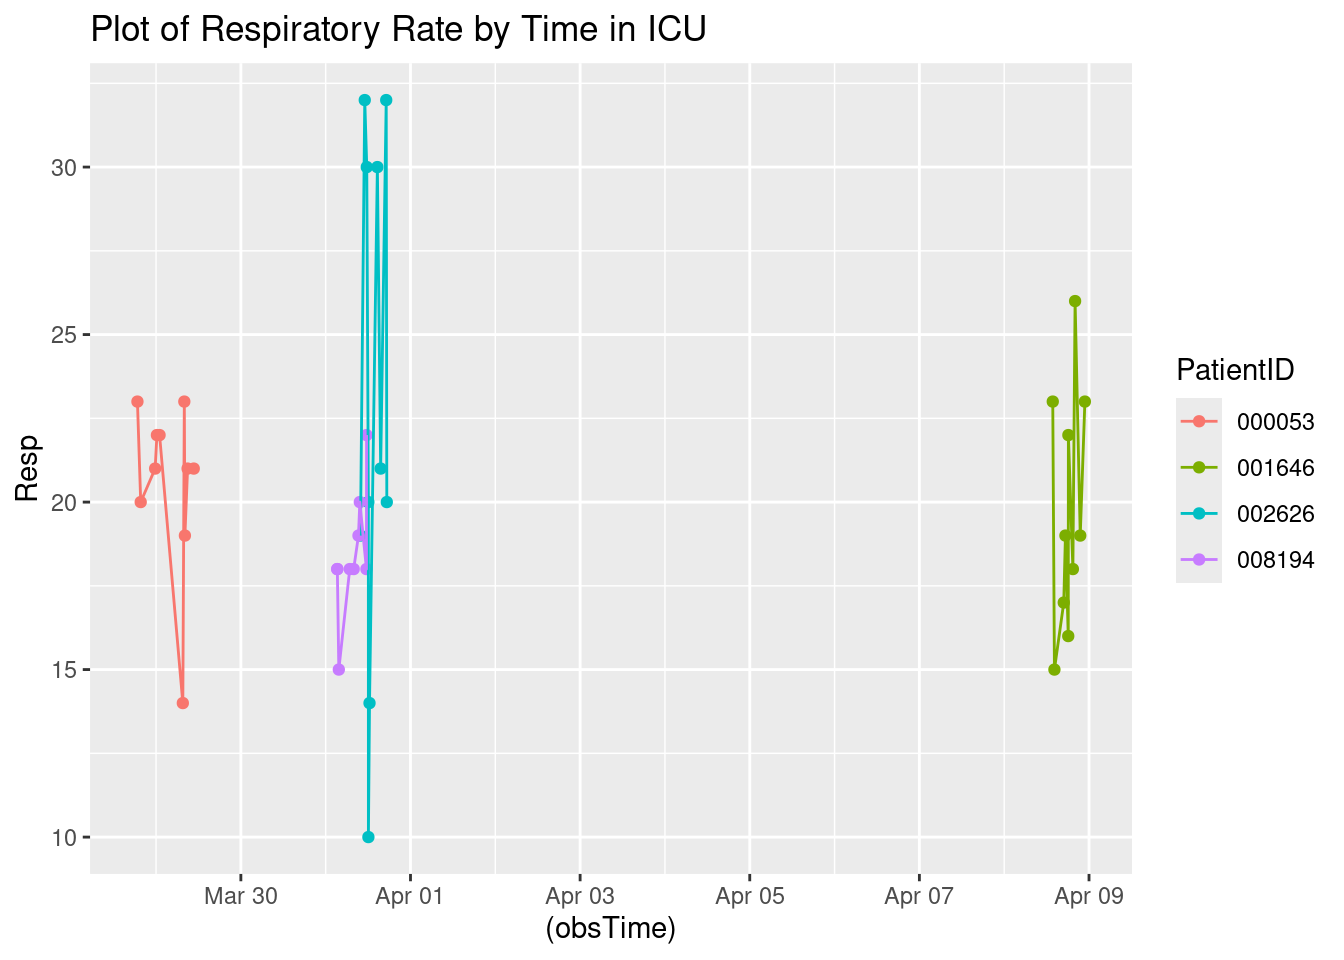 Plot of Respiratory Rate by Time in ICU
Resp
30
25
20
15
10
Mar 30
Apr 01
Apr 03
Apr 05
Apr 07
Apr 09
(obsTime)
PatientID
000053
001646
002626
008194